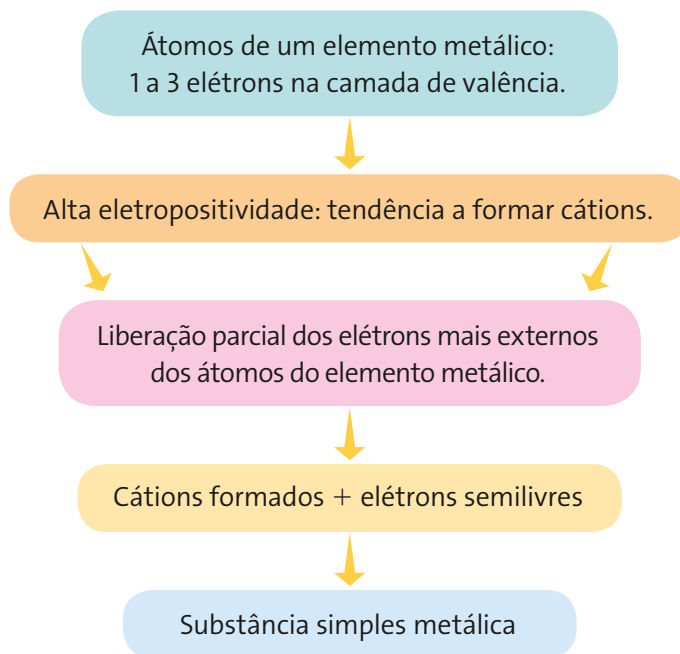 Átomos de um elemento metálico:
1 a 3 elétrons na camada de valência.
Alta eletropositividade: tendência a formar cátions.
Liberação parcial dos elétrons mais externos
dos átomos do elemento metálico.
Cátions formados + elétrons semilivres
Substância simples metálica